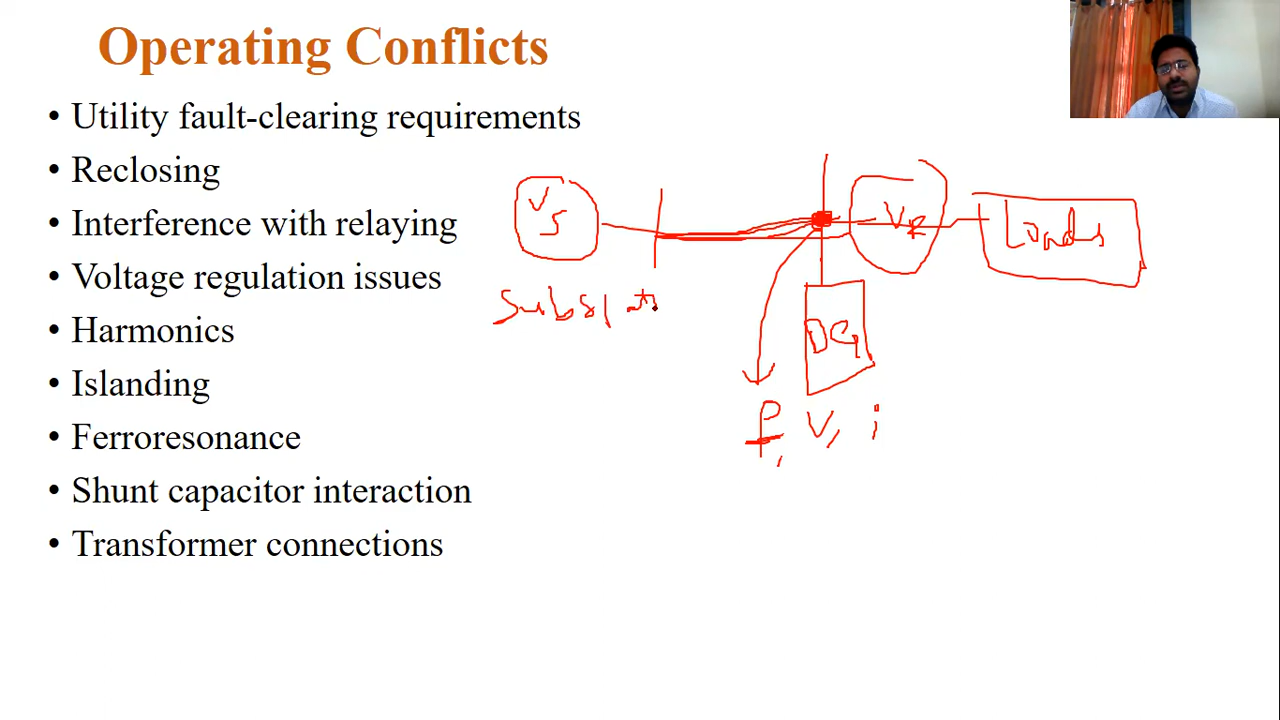 Operating Conflicts
• Utility fault-clearing requirements
• Reclosing
• Interference with relaying
• Voltage regulation issues
• Harmonics
• Islanding
• Ferroresonance
• Shunt capacitor interaction
• Transformer connections
VS
VR
Loads
DG
P, V, i